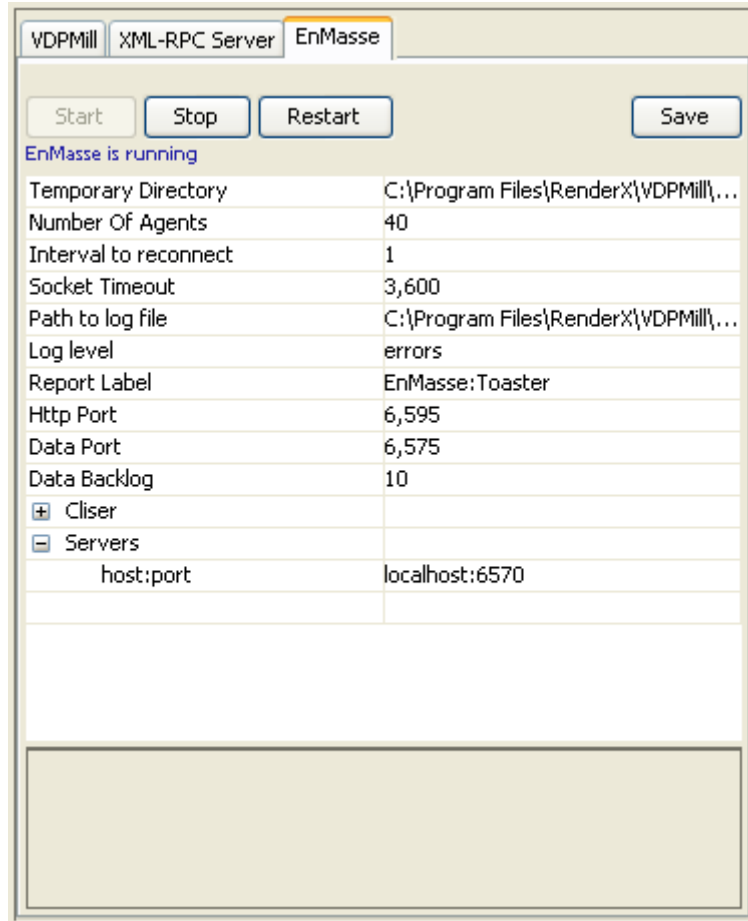 VDPMill XML-RPC Server EnMasse
Start Stop Restart Save
EnMasse is running
Temporary Directory C:\Program Files\RenderX\VDPMill\...
Number Of Agents 40
Interval to reconnect 1
Socket Timeout 3,600
Path to log file C:\Program Files\RenderX\VDPMill\...
Log level errors
Report Label EnMasse:Toaster
Http Port 6,595
Data Port 6,575
Data Backlog 10
Cliser
Servers
host:port localhost:6570